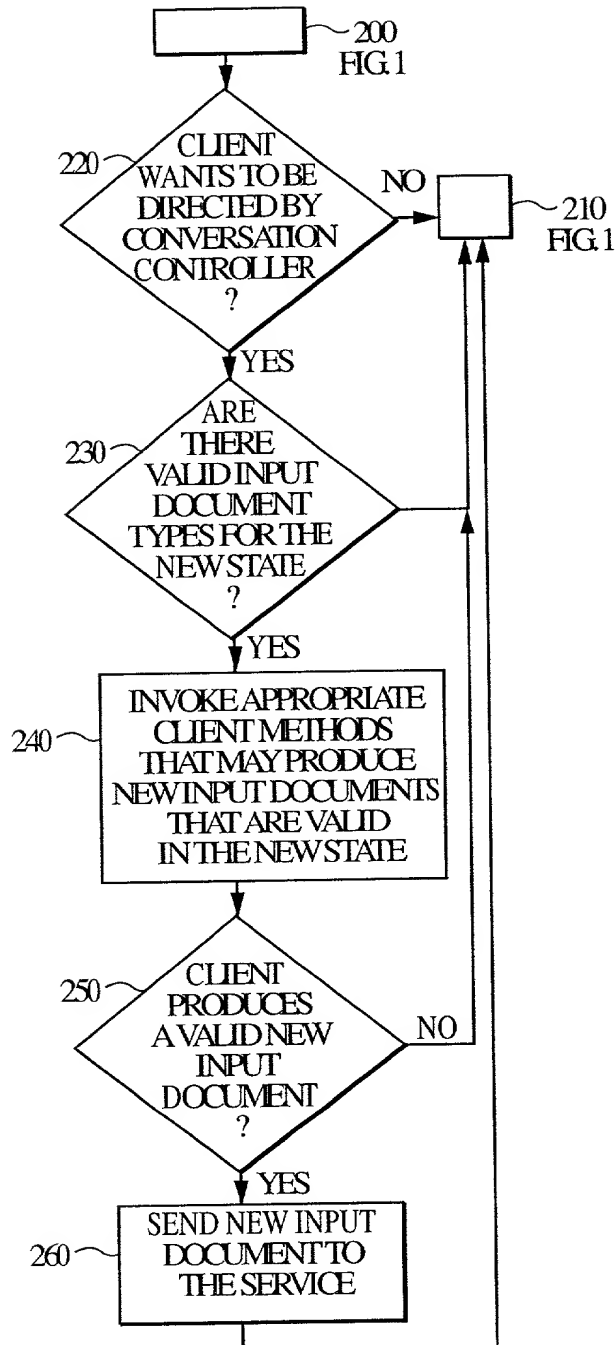 200
FIG.1
220
CLIENT
WANTS TO BE
DIRECTED BY
CONVERSATION
CONTROLLER
?
NO
210
FIG.1
YES
230
ARE
THERE
VALID INPUT
DOCUMENT
TYPES FOR THE
NEW STATE
?
YES
240
INVOKE APPROPRIATE
CLIENT METHODS
THAT MAY PRODUCE
NEW INPUT DOCUMENTS
THAT ARE VALID
IN THE NEW STATE
250
CLIENT
PRODUCES
A VALID NEW
INPUT
DOCUMENT
?
NO
YES
260
SEND NEW INPUT
DOCUMENT TO
THE SERVICE